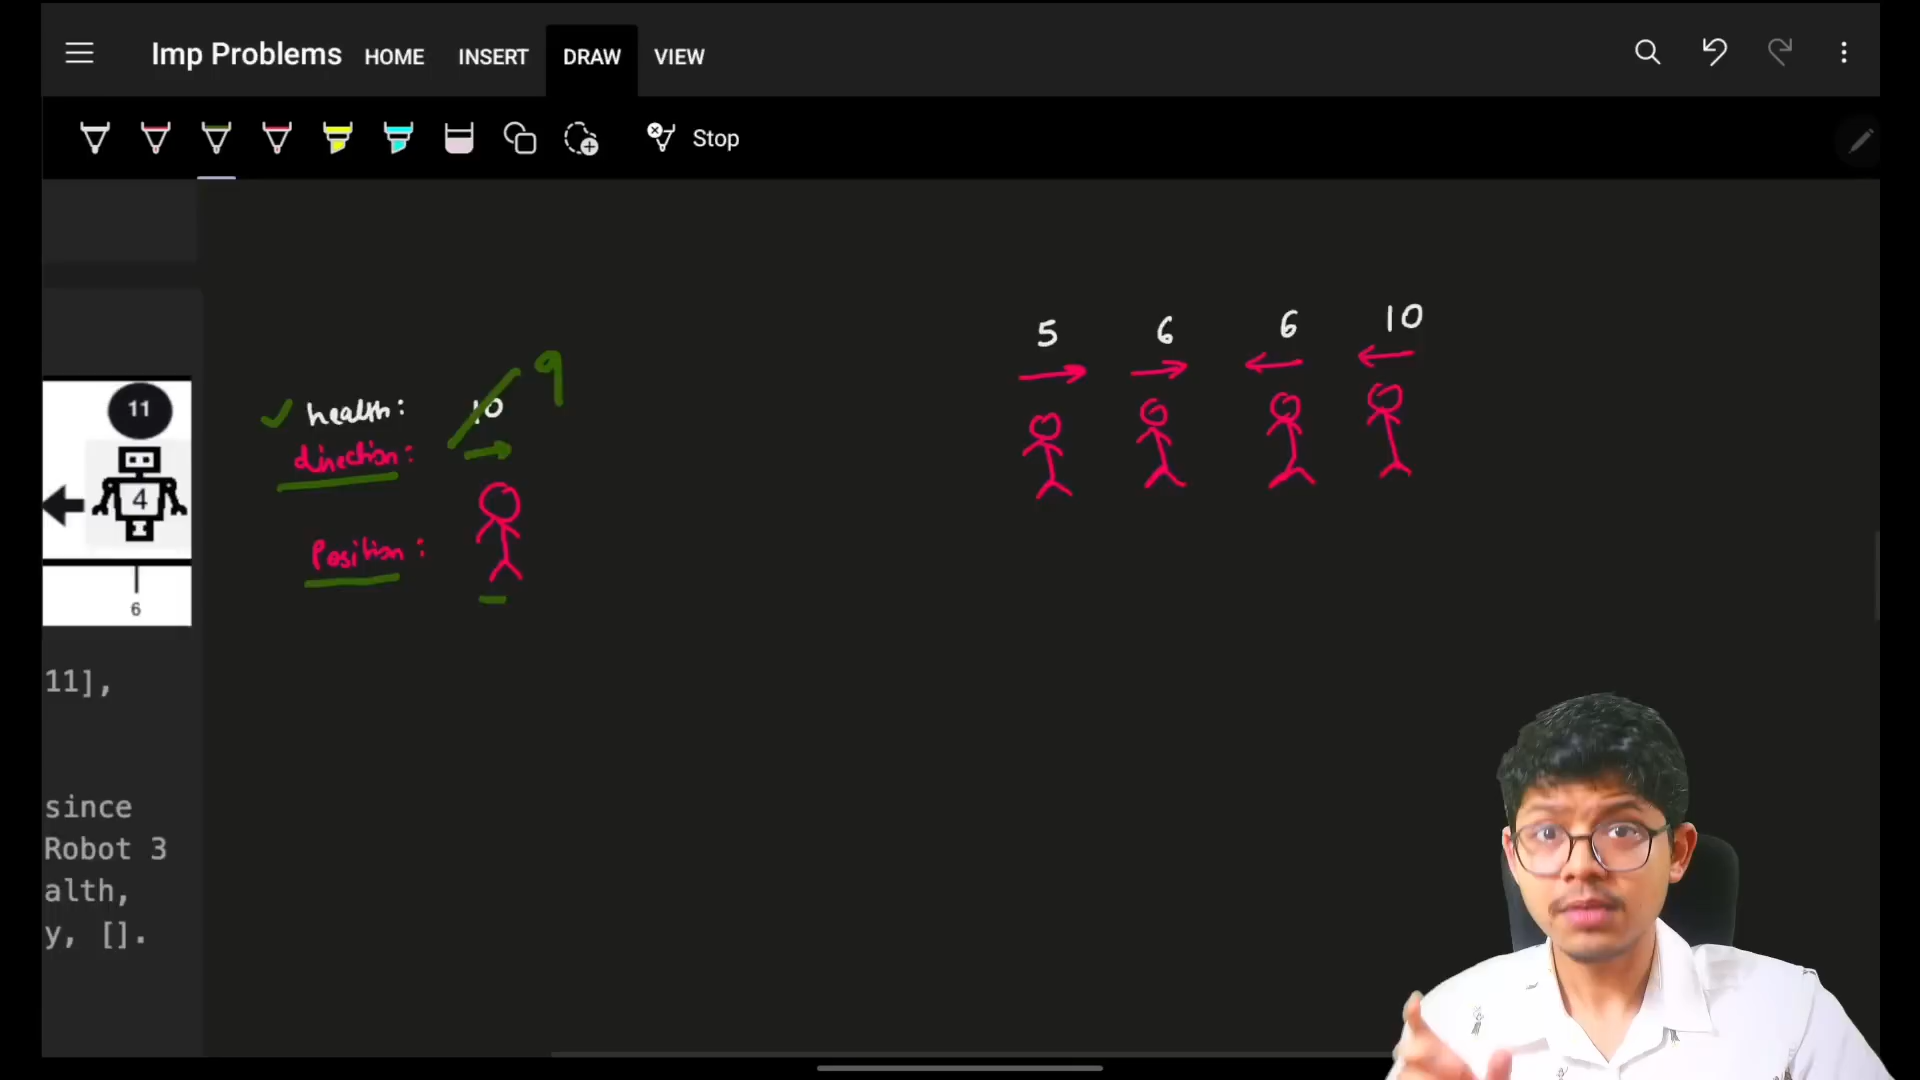 Imp Problems HOME INSERT DRAW VIEW
Stop
5 6 6 10
9
health: 10
direction:
Position:
11
4
6
11],
since
Robot 3
alth,
y, [].